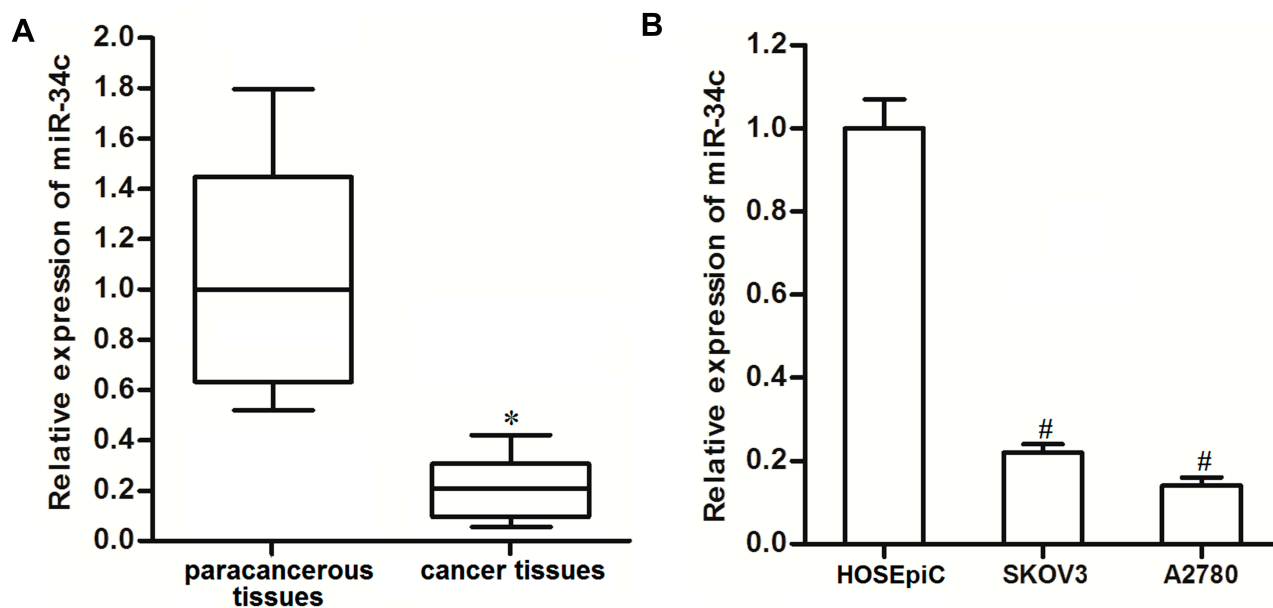 A
Relative expression of miR-34c
2.0
1.8
1.6
1.4
1.2
1.0
0.8
0.6
0.4
0.2
0.0
*
paracancerous
tissues
cancer tissues
B
Relative expression of miR-34c
1.2
1.0
0.8
0.6
0.4
0.2
0.0
#
#
HOSEpiC
SKOV3
A2780